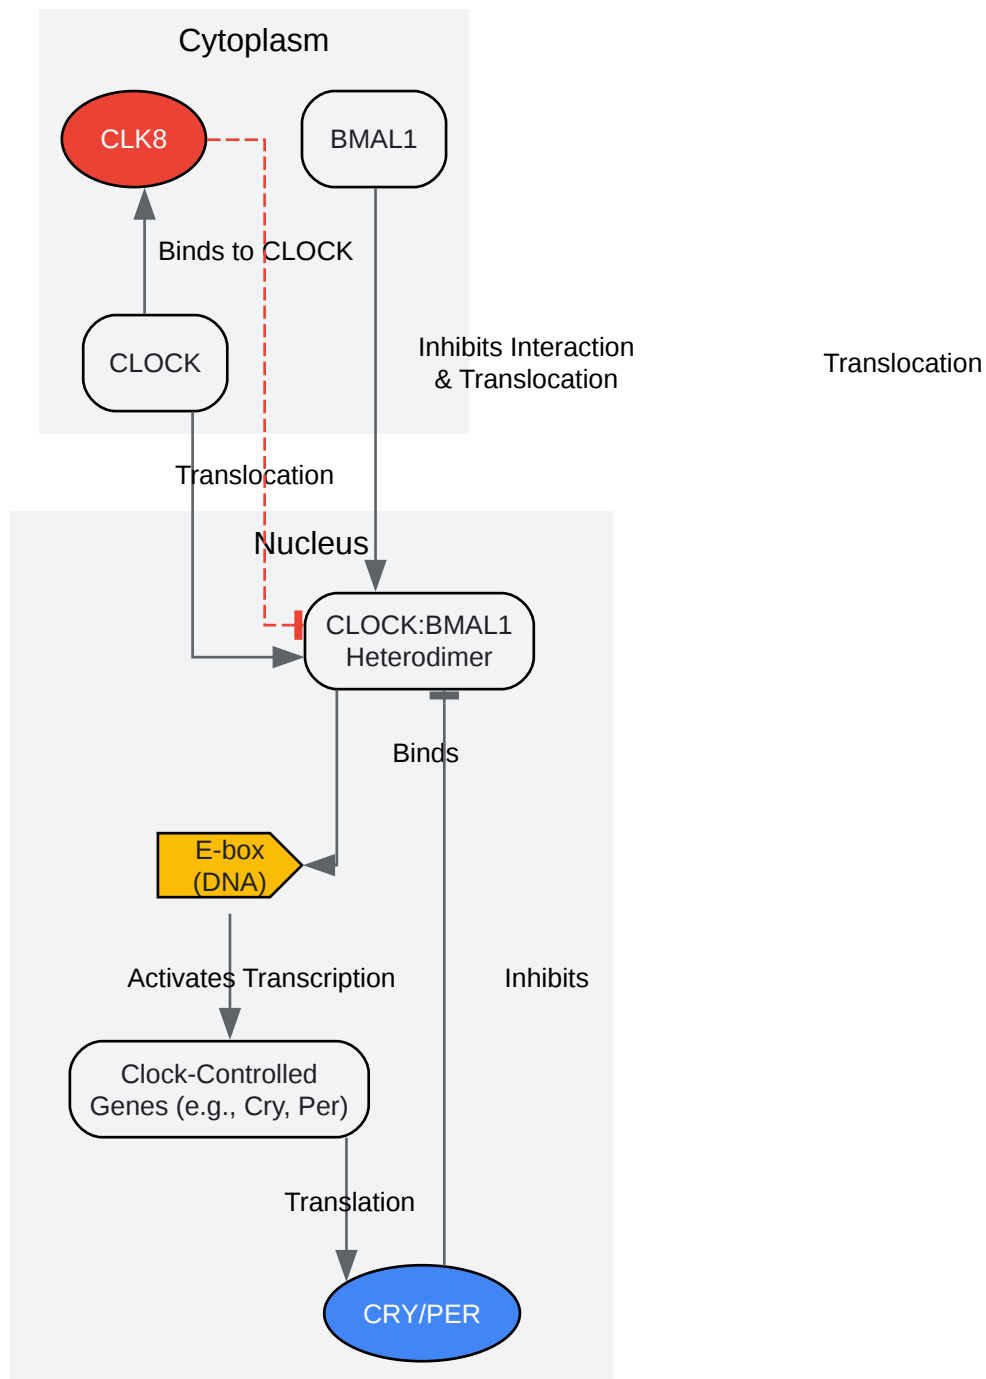 Cytoplasm
CLK8
BMAL1
Binds to CLOCK
CLOCK
Inhibits Interaction
& Translocation
Translocation
Translocation
Nucleus
CLOCK:BMAL1
Heterodimer
Binds
E-box
(DNA)
Activates Transcription
Inhibits
Clock-Controlled
Genes (e.g., Cry, Per)
Translation
CRY/PER